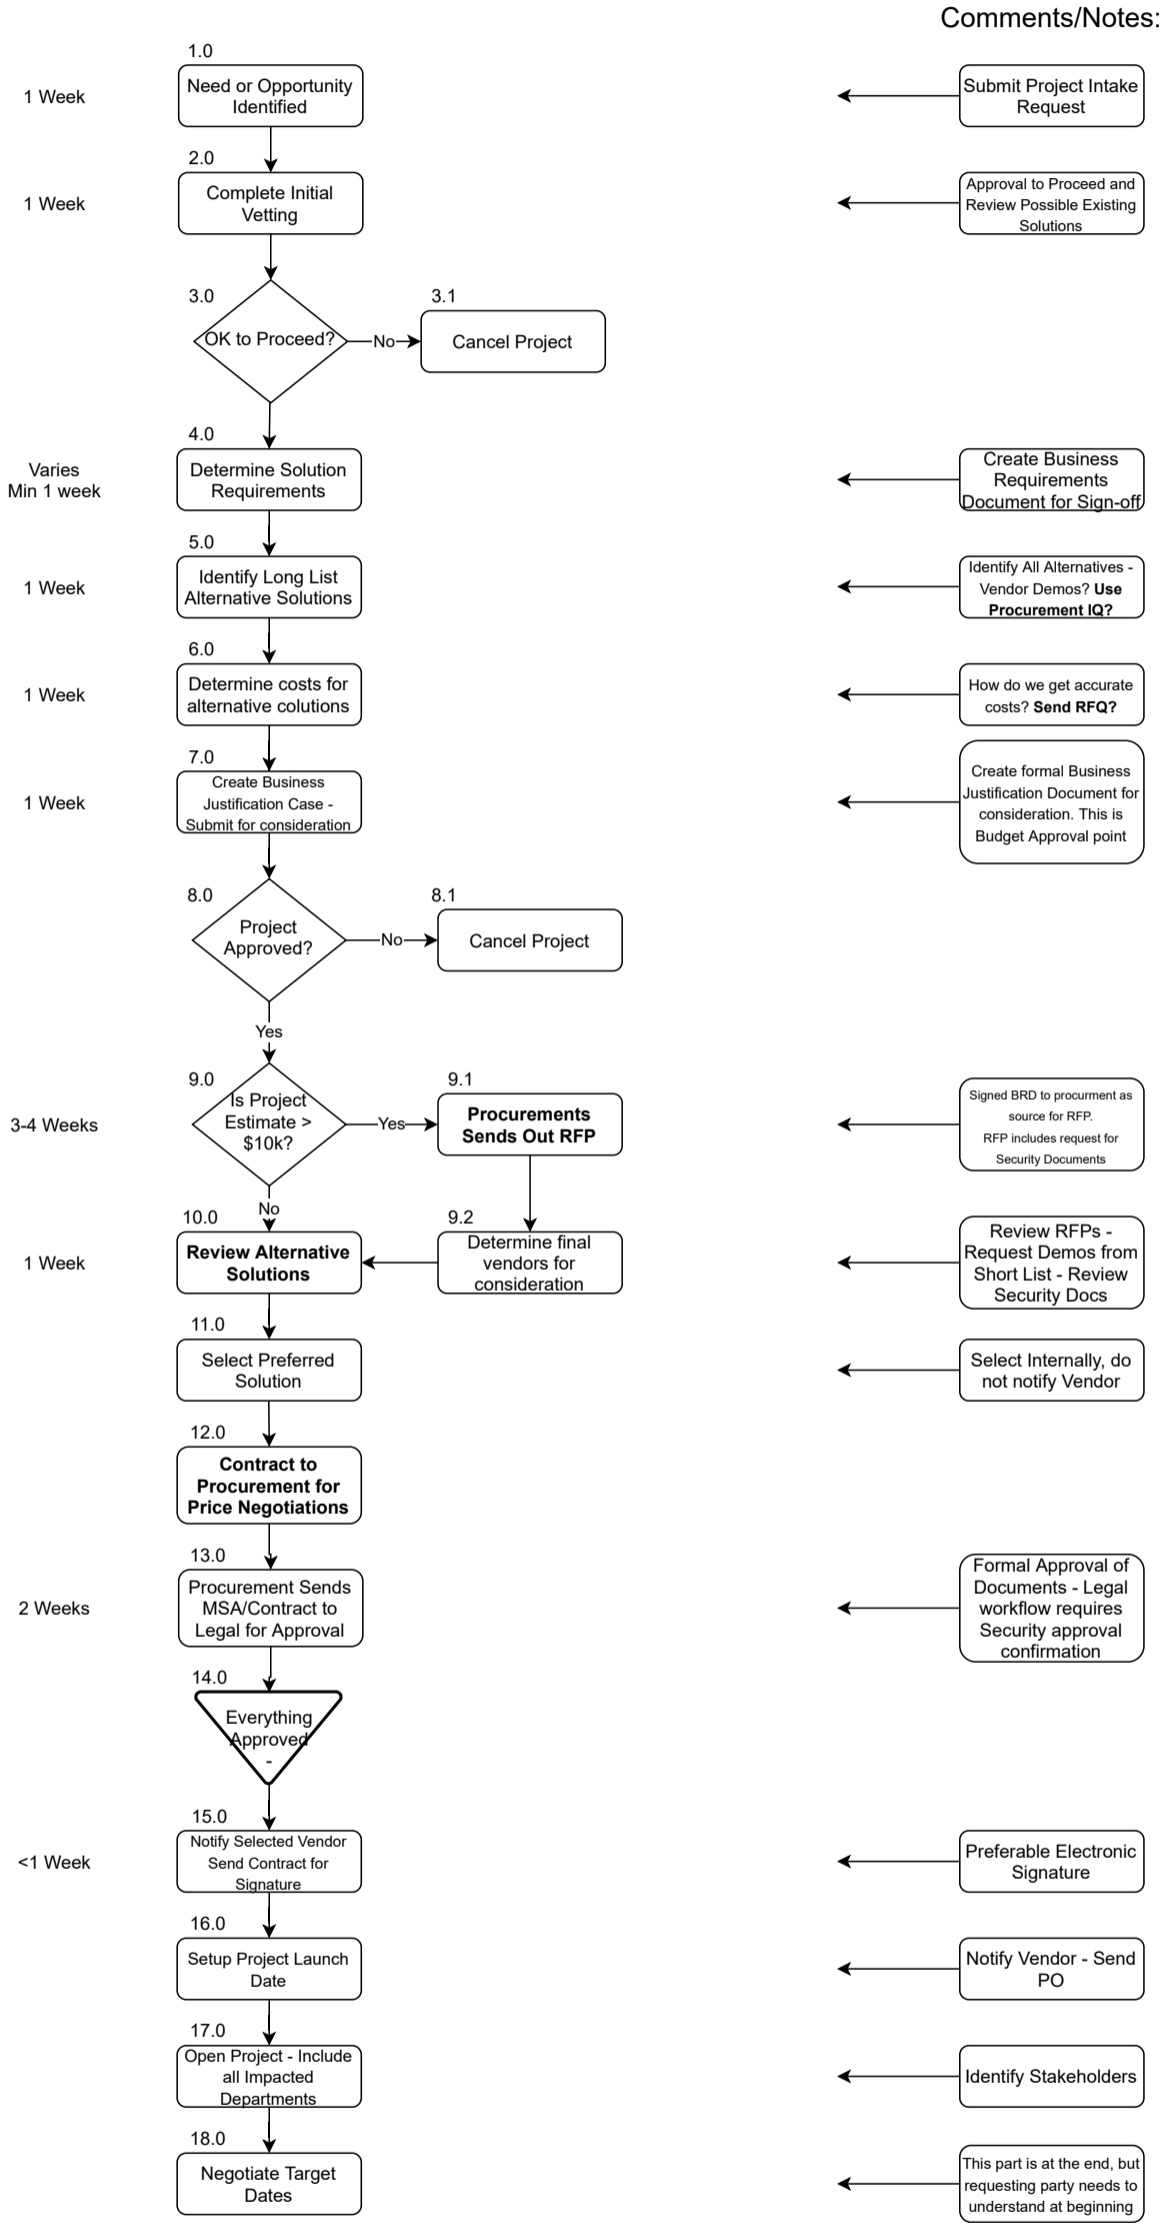 Comments/Notes:
1.0
1 Week
Need or Opportunity
Identified
Submit Project Intake
Request
2.0
1 Week
Complete Initial
Vetting
Approval to Proceed and
Review Possible Existing
Solutions
3.0
OK to Proceed?
No
3.1
Cancel Project
4.0
Varies
Min 1 week
Determine Solution
Requirements
Create Business
Requirements
Document for Sign-off
5.0
1 Week
Identify Long List
Alternative Solutions
Identify All Alternatives -
Vendor Demos? Use
Procurement IQ?
6.0
1 Week
Determine costs for
alternative colutions
How do we get accurate
costs? Send RFQ?
7.0
1 Week
Create Business
Justification Case -
Submit for consideration
Create formal Business
Justification Document for
consideration. This is
Budget Approval point
8.0
Project
Approved?
No
8.1
Cancel Project
Yes
9.0
3-4 Weeks
Is Project
Estimate >
$10k?
Yes
9.1
Procurements
Sends Out RFP
Signed BRD to procurment as
source for RFP.
RFP includes request for
Security Documents
No
10.0
1 Week
Review Alternative
Solutions
9.2
Determine final
vendors for
consideration
Review RFPs -
Request Demos from
Short List - Review
Security Docs
11.0
Select Preferred
Solution
Select Internally, do
not notify Vendor
12.0
Contract to
Procurement for
Price Negotiations
13.0
2 Weeks
Procurement Sends
MSA/Contract to
Legal for Approval
Formal Approval of
Documents - Legal
workflow requires
Security approval
confirmation
14.0
Everything
Approved
-
15.0
<1 Week
Notify Selected Vendor
Send Contract for
Signature
Preferable Electronic
Signature
16.0
Setup Project Launch
Date
Notify Vendor - Send
PO
17.0
Open Project - Include
all Impacted
Departments
Identify Stakeholders
18.0
Negotiate Target
Dates
This part is at the end, but
requesting party needs to
understand at beginning